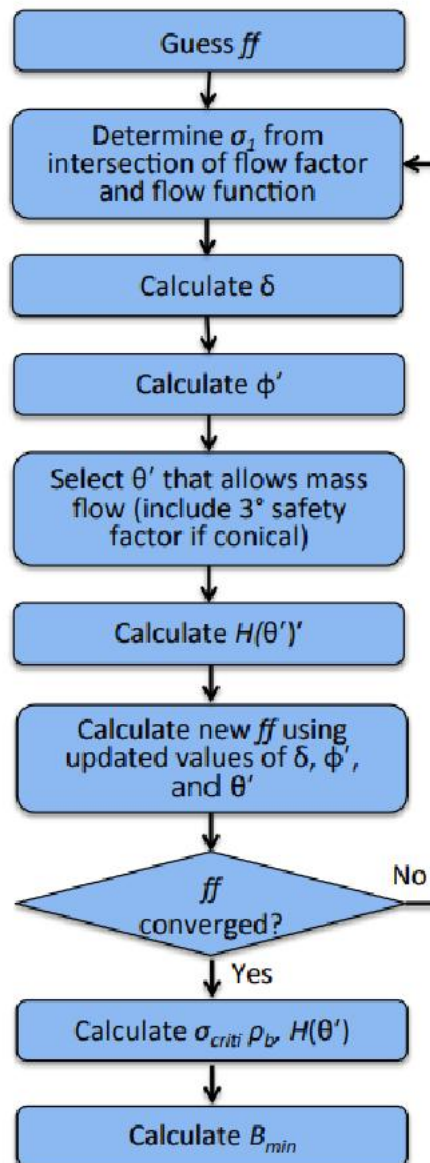 Guess ff
Determine σ1 from
intersection of flow factor
and flow function
Calculate δ
Calculate ϕ′
Select θ′ that allows mass
flow (include 3° safety
factor if conical)
Calculate H(θ′)′
Calculate new ff′ using
updated values of δ, ϕ′,
and θ′
ff
converged?
No
Yes
Calculate σcriti ρb, H(θ′)
Calculate Bmin